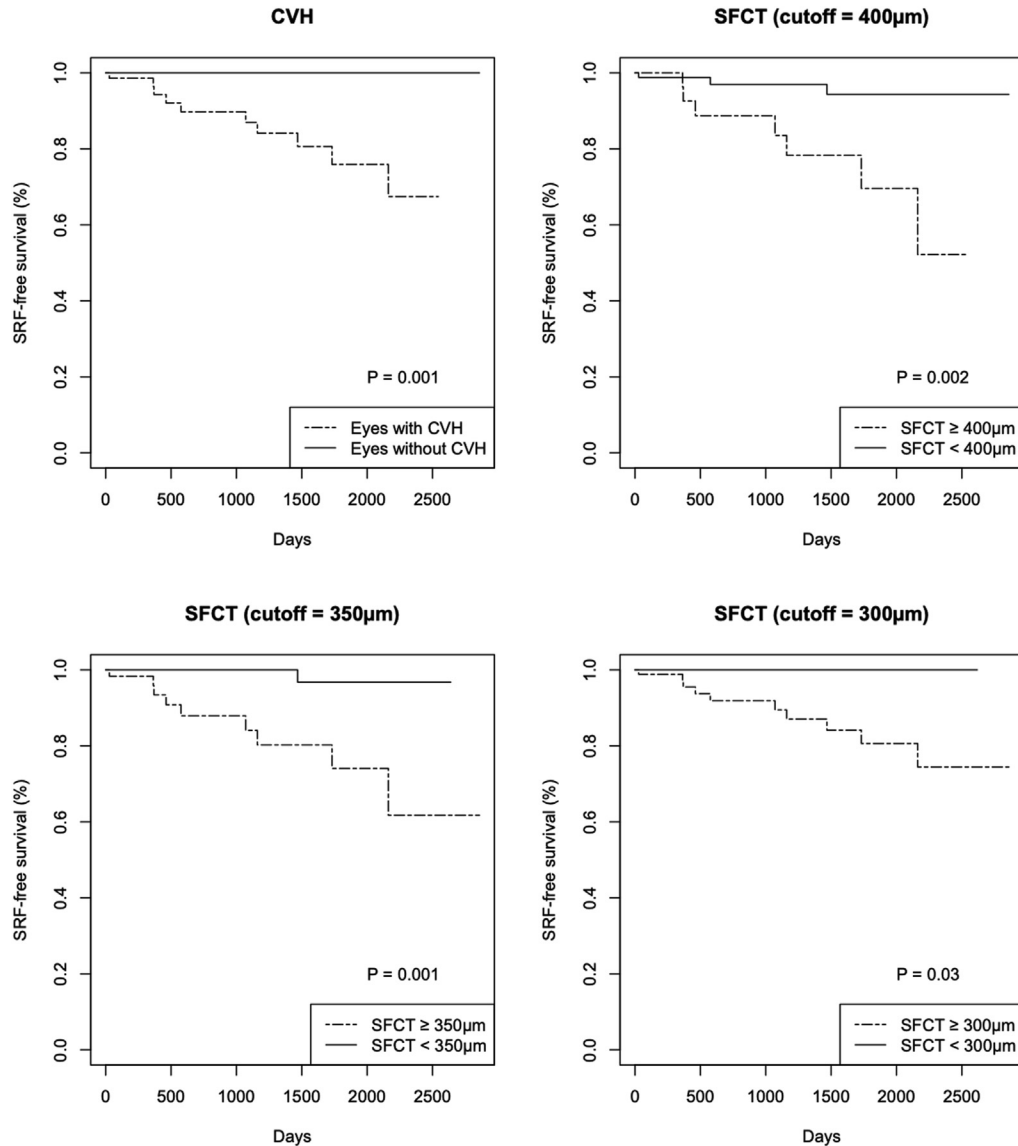 CVH
SRF-free survival (%)
1.0
0.8
0.6
0.4
0.2
0.0
P = 0.001
Eyes with CVH
Eyes without CVH
0 500 1000 1500 2000 2500
Days
SFCT (cutoff = 400µm)
SRF-free survival (%)
1.0
0.8
0.6
0.4
0.2
0.0
P = 0.002
SFCT ≥ 400µm
SFCT < 400µm
0 500 1000 1500 2000 2500
Days
SFCT (cutoff = 350µm)
SRF-free survival (%)
1.0
0.8
0.6
0.4
0.2
0.0
P = 0.001
SFCT ≥ 350µm
SFCT < 350µm
0 500 1000 1500 2000 2500
Days
SFCT (cutoff = 300µm)
SRF-free survival (%)
1.0
0.8
0.6
0.4
0.2
0.0
P = 0.03
SFCT ≥ 300µm
SFCT < 300µm
0 500 1000 1500 2000 2500
Days